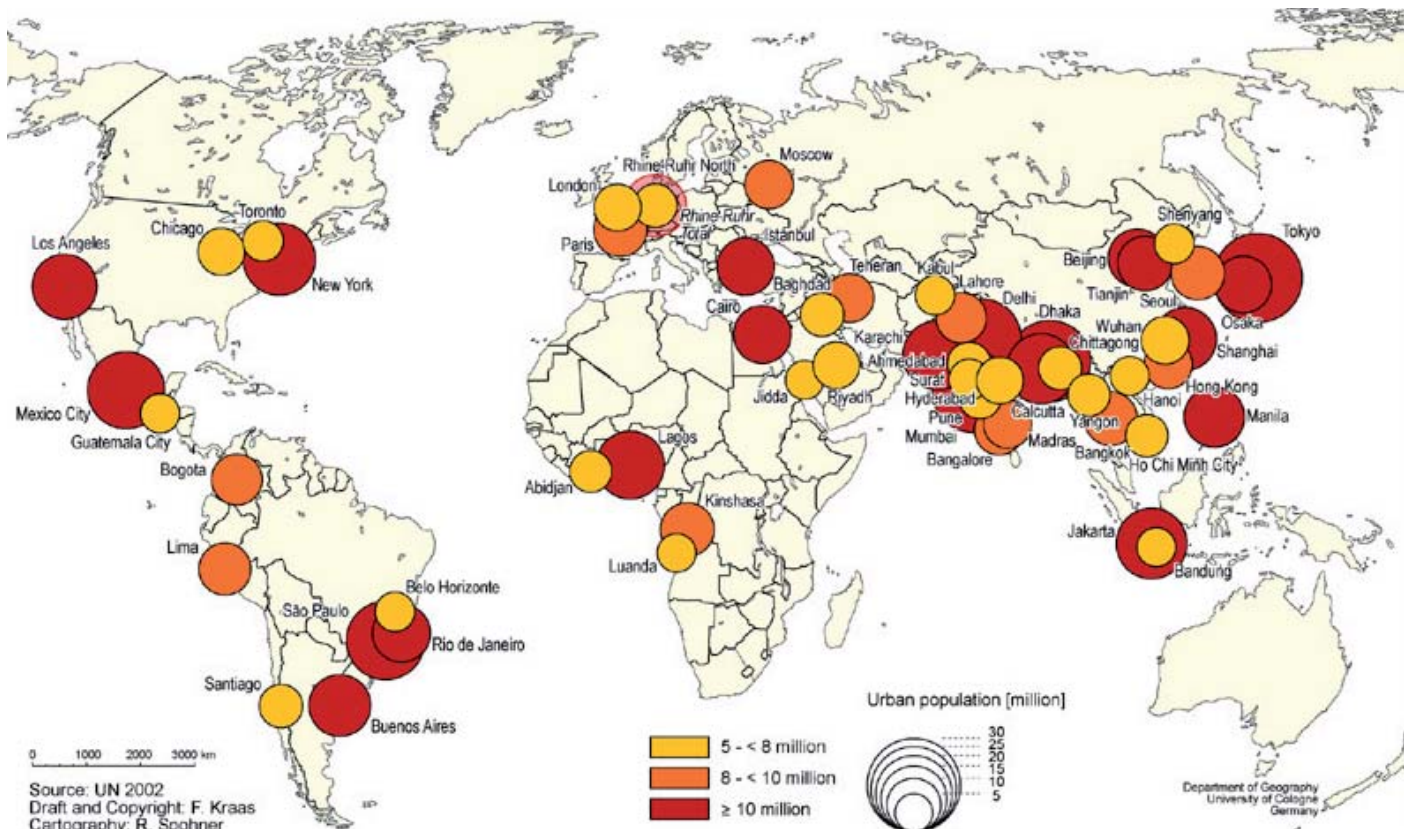 Moscow
Rhine-Ruhr North
London
Rhine-Ruhr
Total
Paris
Istanbul
Toronto
Chicago
Los Angeles
New York
Shenyang
Tokyo
Beijing
Tianjin
Seoul
Osaka
Teheran
Kabul
Baghdad
Lahore
Cairo
Delhi
Dhaka
Wuhan
Karachi
Chittagong
Shanghai
Ahmedabad
Surat
Jidda
Riyadh
Hyderabad
Calcutta
Hong Kong
Hanoi
Mexico City
Pune
Yangon
Manila
Guatemala City
Mumbai
Madras
Bangkok
Bangalore
Ho Chi Minh City
Bogota
Lagos
Abidjan
Kinshasa
Lima
Luanda
Jakarta
Bandung
Belo Horizonte
São Paulo
Rio de Janeiro
Santiago
Buenos Aires
Urban population [million]
5 - < 8 million
8 - < 10 million
≥ 10 million
30
25
20
15
10
5
0 1000 2000 3000 km
Source: UN 2002
Draft and Copyright: F. Kraas
Cartography: R. Spohner
Department of Geography
University of Cologne
Germany